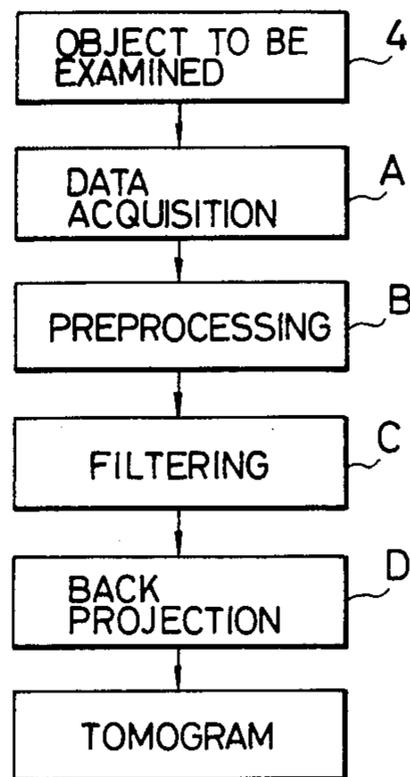 OBJECT TO BE
EXAMINED
4
DATA
ACQUISITION
A
PREPROCESSING
B
FILTERING
C
BACK
PROJECTION
D
TOMOGRAM